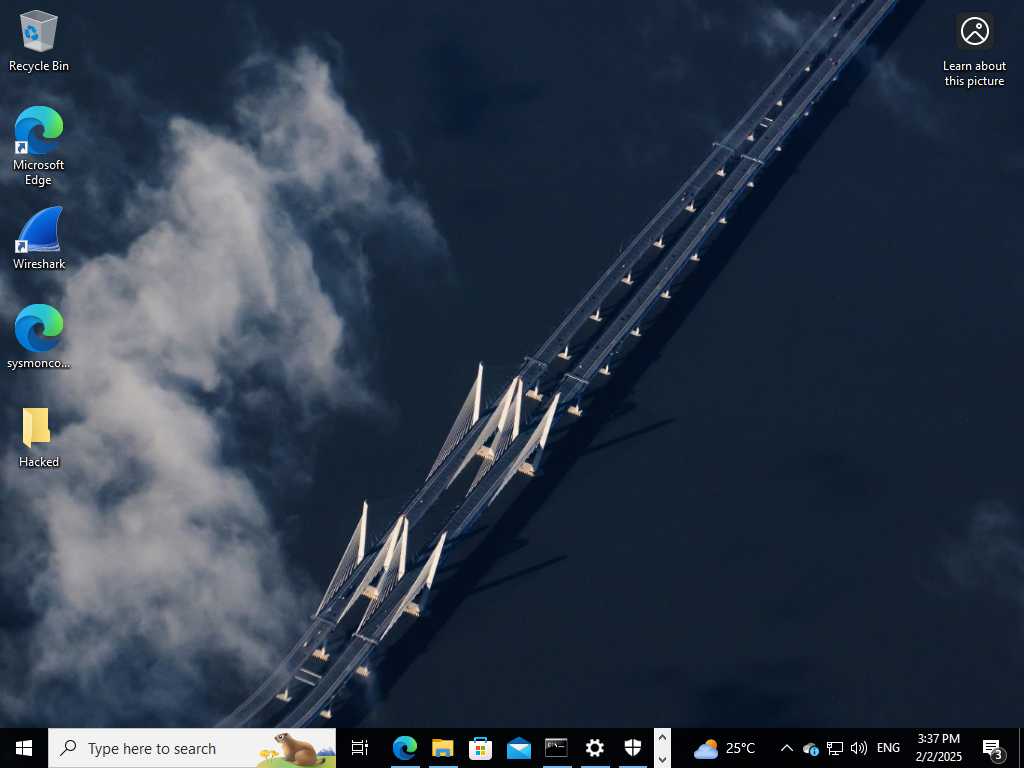 Recycle Bin
Learn about
this picture
Microsoft
Edge
Wireshark
sysmonco...
Hacked
Type here to search
25°C
ENG
3:37 PM
2/2/2025
3